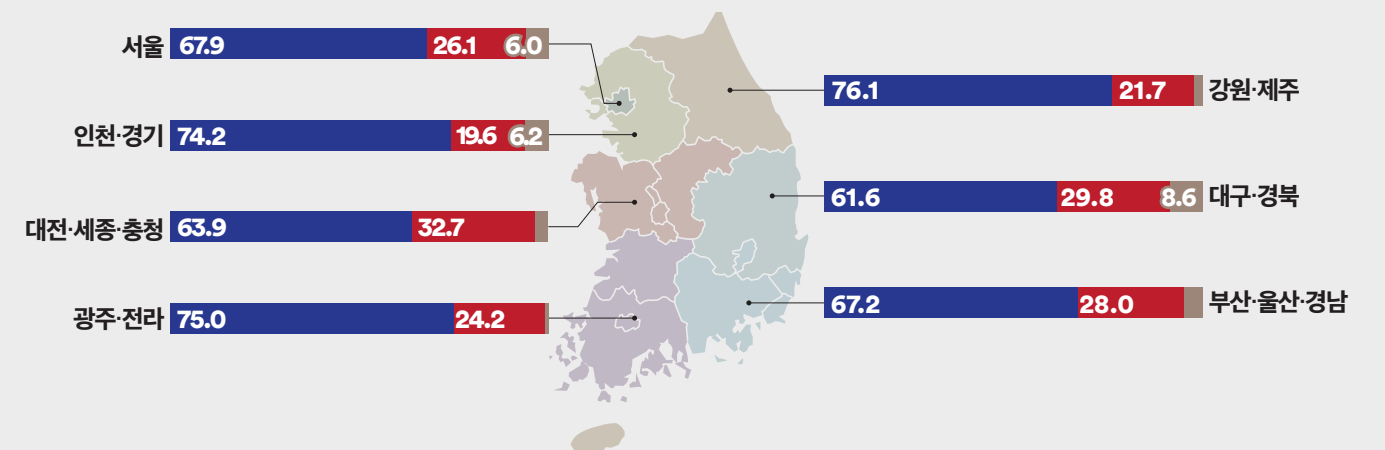 서울 67.9 26.1 6.0
인천·경기 74.2 19.6 6.2
대전·세종·충청 63.9 32.7
광주·전라 75.0 24.2
76.1 21.7 강원·제주
61.6 29.8 8.6 대구·경북
67.2 28.0 부산·울산·경남